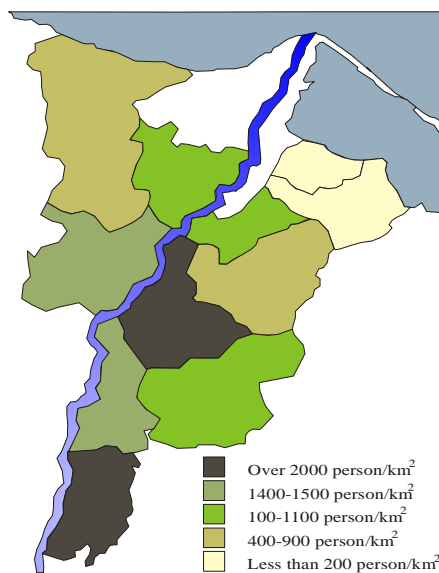 Over 2000 person/km²
1400-1500 person/km²
100-1100 person/km²
400-900 person/km²
Less than 200 person/km²